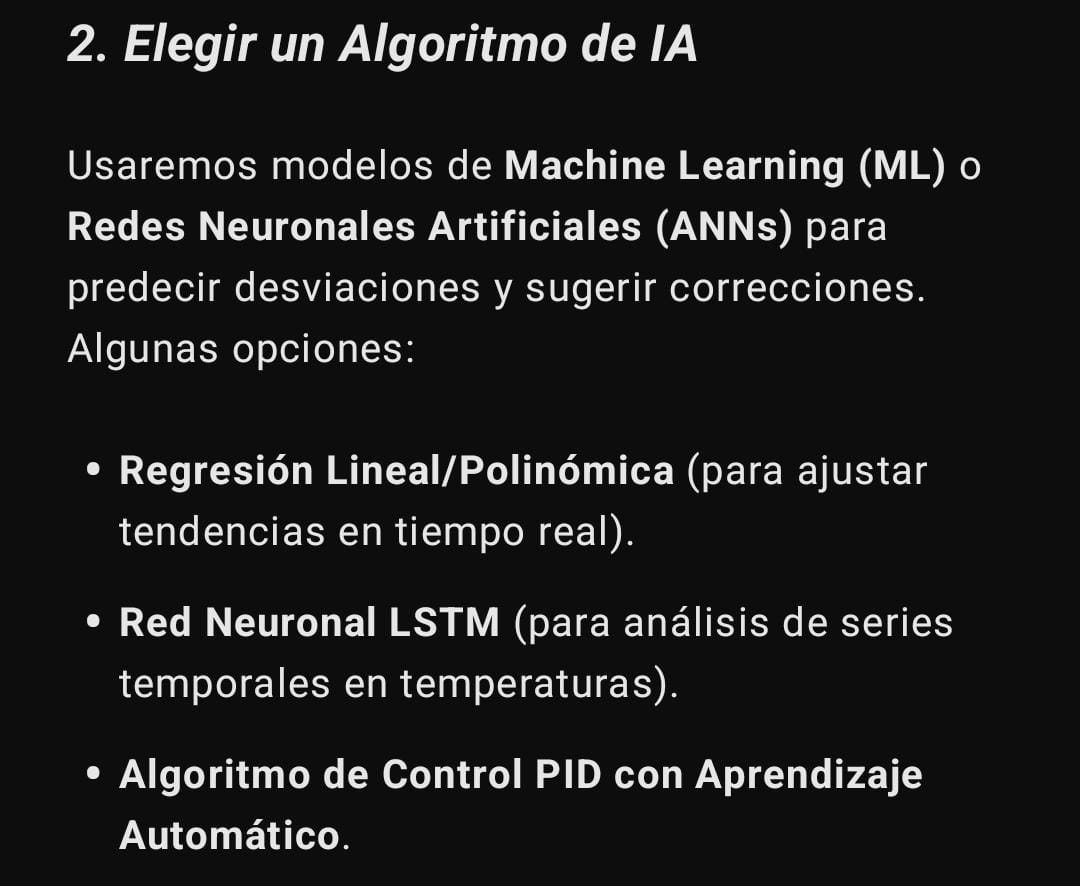 2. Elegir un Algoritmo de IA
Usaremos modelos de Machine Learning (ML) o
Redes Neuronales Artificiales (ANNs) para
predecir desviaciones y sugerir correcciones.
Algunas opciones:
• Regresión Lineal/Polinómica (para ajustar
tendencias en tiempo real).
• Red Neuronal LSTM (para análisis de series
temporales en temperaturas).
• Algoritmo de Control PID con Aprendizaje
Automático.